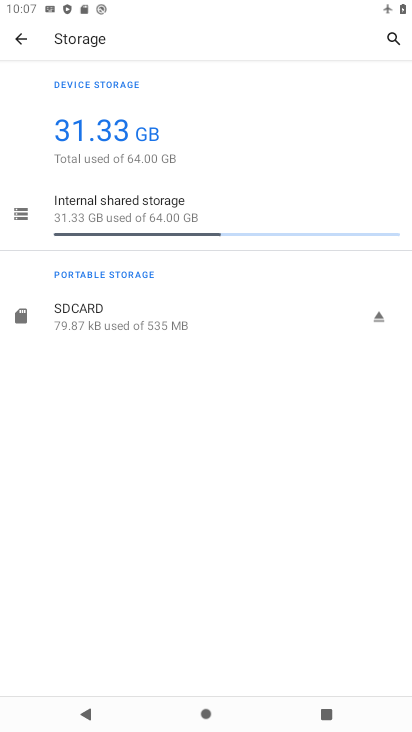 10:07
Storage
DEVICE STORAGE
31.33 GB
Total used of 64.00 GB
Internal shared storage
31.33 GB used of 64.00 GB
PORTABLE STORAGE
SDCARD
79.87 kB used of 535 MB